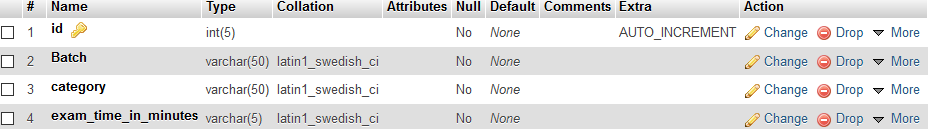 # Name Type Collation Attributes Null Default Comments Extra Action
1 id int(5) No None AUTO_INCREMENT Change Drop More
2 Batch varchar(50) latin1_swedish_ci No None Change Drop More
3 category varchar(50) latin1_swedish_ci No None Change Drop More
4 exam_time_in_minutes varchar(5) latin1_swedish_ci No None Change Drop More